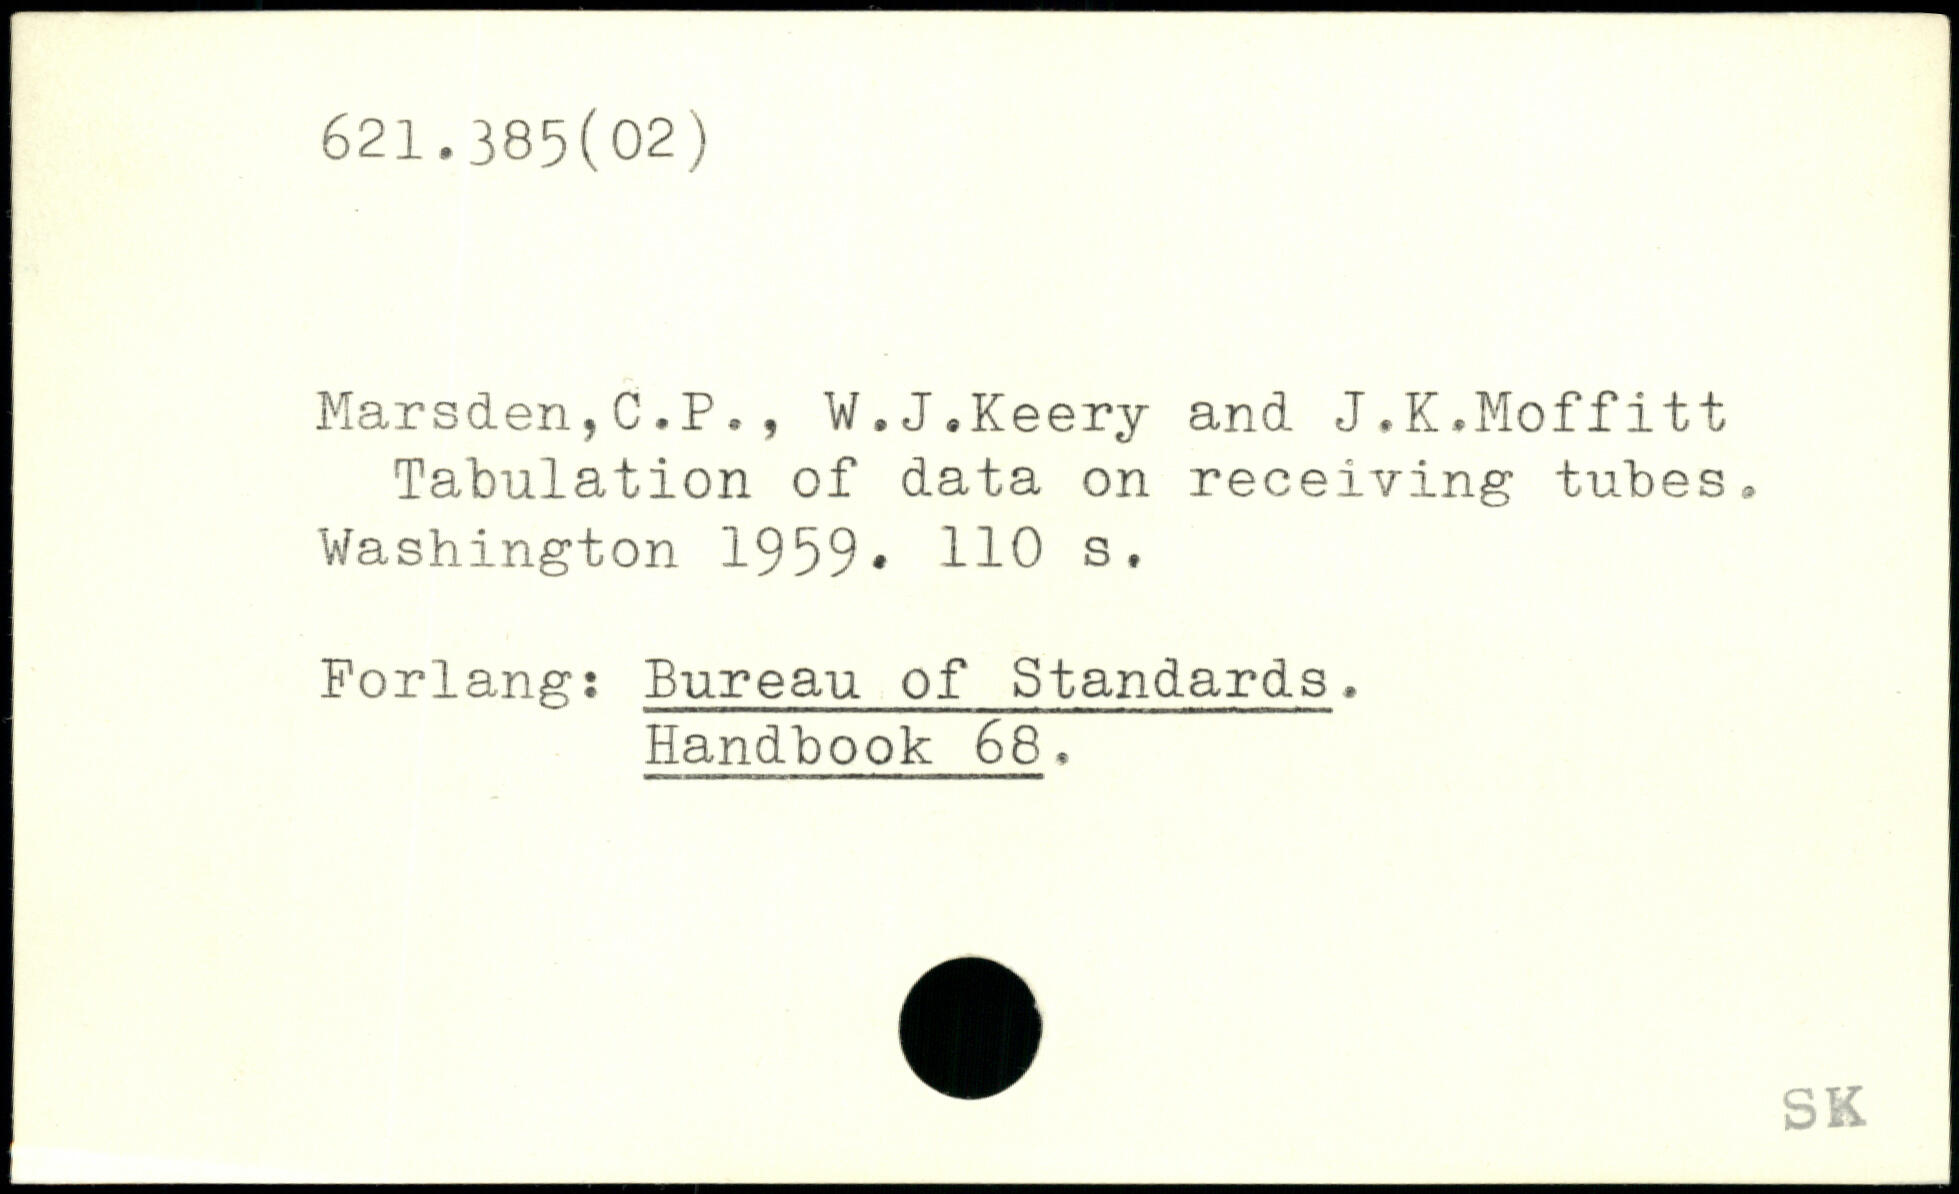 621.385(02)
Marsden,C.P., W.J.Keery and J.K.Moffitt
Tabulation of data on receiving tubes.
Washington 1959. 110 s.
Forlang: Bureau of Standards.
Handbook 68.
SK